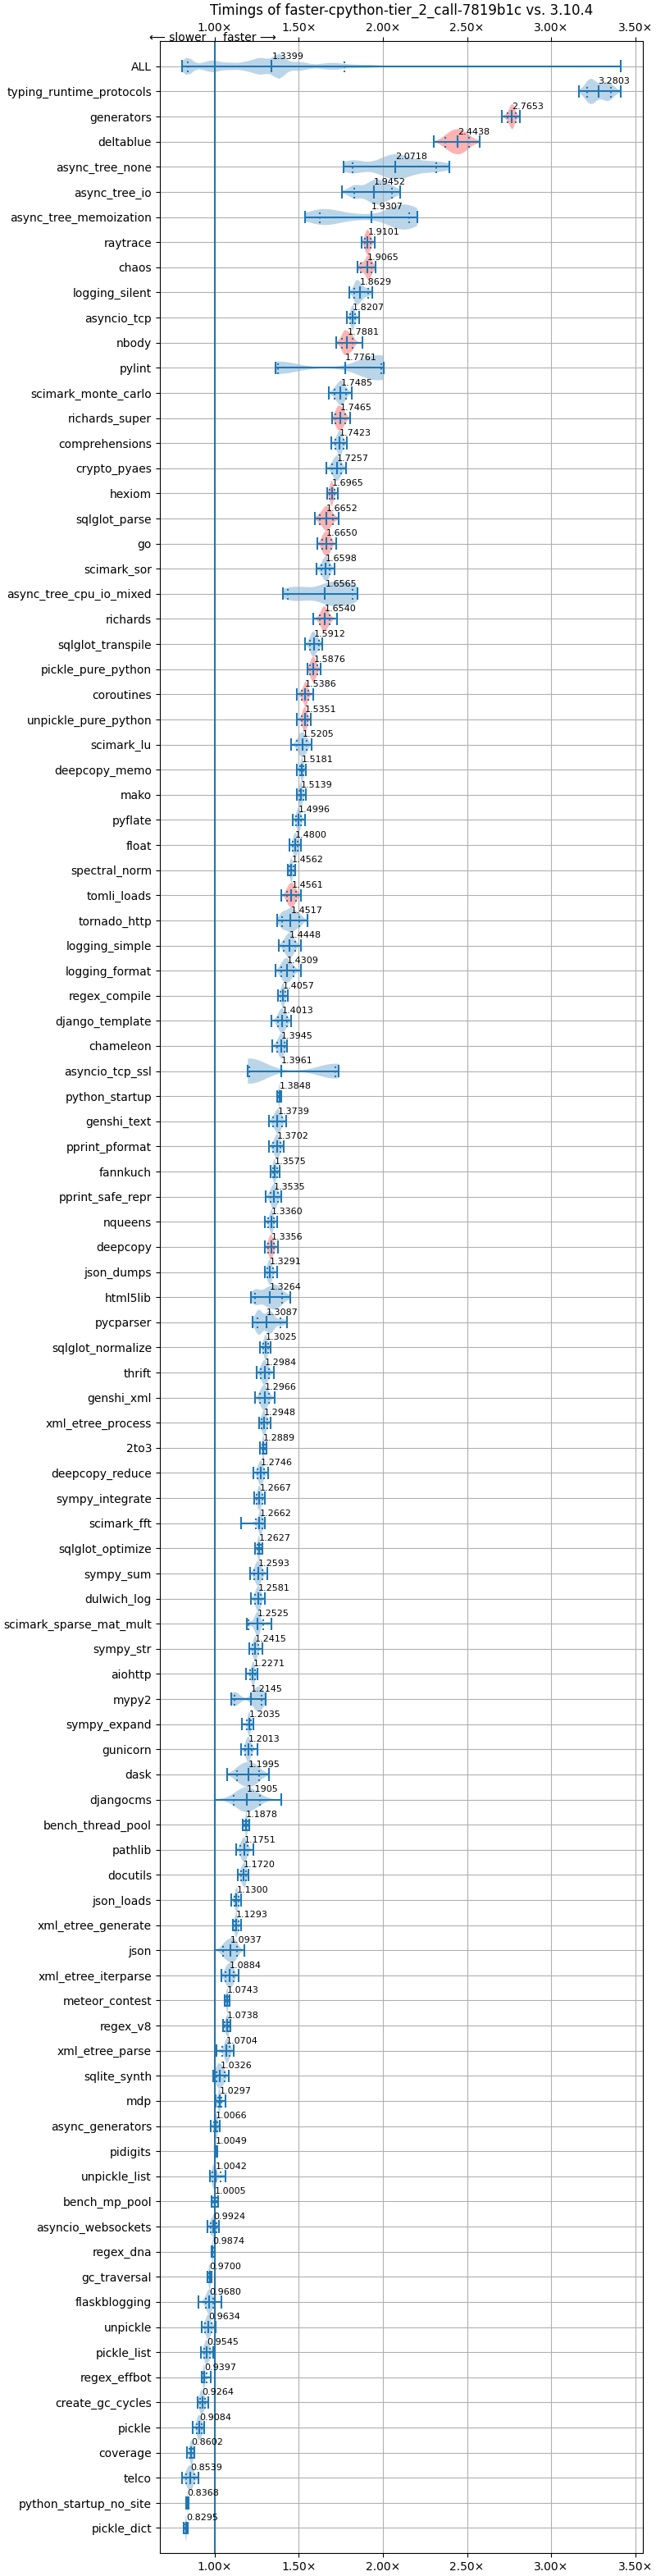 Timings of faster-cpython-tier_2_call-7819b1c vs. 3.10.4
1.00× 1.50× 2.00× 2.50× 3.00× 3.50×
⟵ slower faster ⟶
ALL 1.3399
typing_runtime_protocols 3.2803
generators 2.7653
deltablue 2.4438
async_tree_none 2.0718
async_tree_io 1.9452
async_tree_memoization 1.9307
raytrace 1.9101
chaos 1.9065
logging_silent 1.8629
asyncio_tcp 1.8207
nbody 1.7881
pylint 1.7761
scimark_monte_carlo 1.7485
richards_super 1.7465
comprehensions 1.7423
crypto_pyaes 1.7257
hexiom 1.6965
sqlglot_parse 1.6652
go 1.6650
scimark_sor 1.6598
async_tree_cpu_io_mixed 1.6565
richards 1.6540
sqlglot_transpile 1.5912
pickle_pure_python 1.5876
coroutines 1.5386
unpickle_pure_python 1.5351
scimark_lu 1.5205
deepcopy_memo 1.5181
mako 1.5139
pyflate 1.4996
float 1.4800
spectral_norm 1.4562
tomli_loads 1.4561
tornado_http 1.4517
logging_simple 1.4448
logging_format 1.4309
regex_compile 1.4057
django_template 1.4013
chameleon 1.3945
asyncio_tcp_ssl 1.3961
python_startup 1.3848
genshi_text 1.3739
pprint_pformat 1.3702
fannkuch 1.3575
pprint_safe_repr 1.3535
nqueens 1.3360
deepcopy 1.3356
json_dumps 1.3291
html5lib 1.3264
pycparser 1.3087
sqlglot_normalize 1.3025
thrift 1.2984
genshi_xml 1.2966
xml_etree_process 1.2948
2to3 1.2889
deepcopy_reduce 1.2746
sympy_integrate 1.2667
scimark_fft 1.2662
sqlglot_optimize 1.2627
sympy_sum 1.2593
dulwich_log 1.2581
scimark_sparse_mat_mult 1.2525
sympy_str 1.2415
aiohttp 1.2271
mypy2 1.2145
sympy_expand 1.2035
gunicorn 1.2013
dask 1.1995
djangocms 1.1905
bench_thread_pool 1.1878
pathlib 1.1751
docutils 1.1720
json_loads 1.1300
xml_etree_generate 1.1293
json 1.0937
xml_etree_iterparse 1.0884
meteor_contest 1.0743
regex_v8 1.0738
xml_etree_parse 1.0704
sqlite_synth 1.0326
mdp 1.0297
async_generators 1.0066
pidigits 1.0049
unpickle_list 1.0042
bench_mp_pool 1.0005
asyncio_websockets 0.9924
regex_dna 0.9874
gc_traversal 0.9700
flaskblogging 0.9680
unpickle 0.9634
pickle_list 0.9545
regex_effbot 0.9397
create_gc_cycles 0.9264
pickle 0.9084
coverage 0.8602
telco 0.8539
python_startup_no_site 0.8368
pickle_dict 0.8295
1.00× 1.50× 2.00× 2.50× 3.00× 3.50×